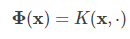 Φ(x) = K(x, ·)